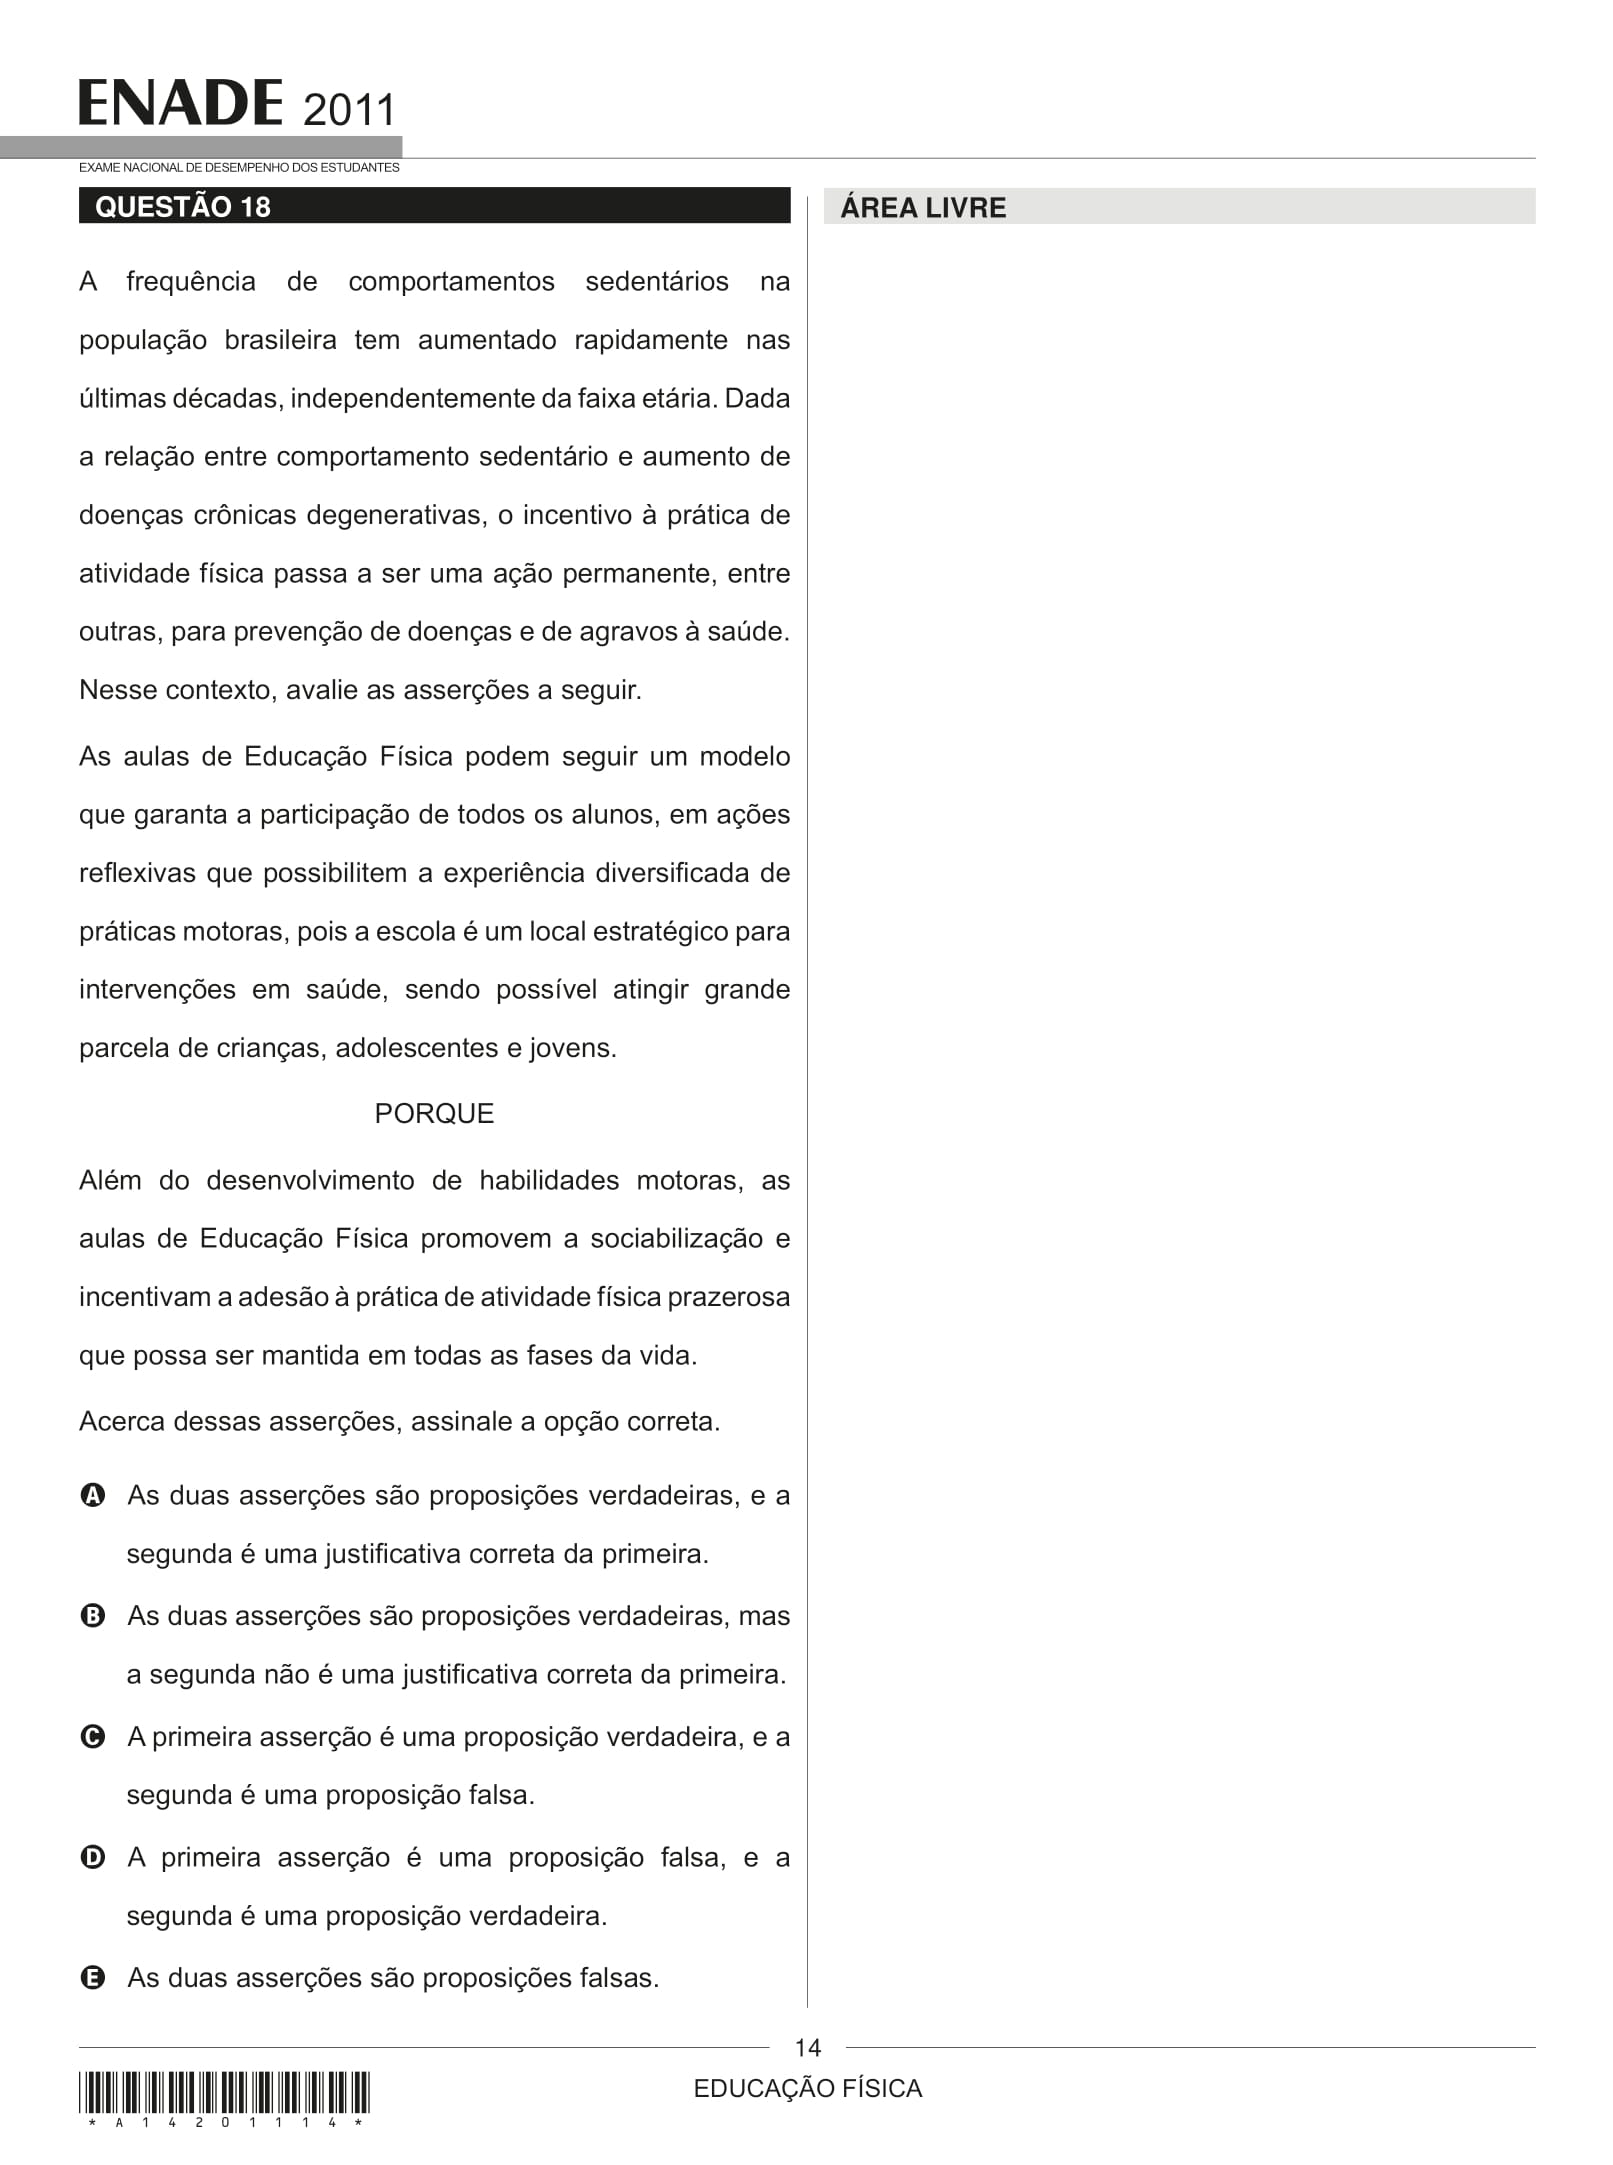 ENADE 2011
EXAME NACIONAL DE DESEMPENHO DOS ESTUDANTES
QUESTÃO 18
A frequência de comportamentos sedentários na
população brasileira tem aumentado rapidamente nas
últimas décadas, independentemente da faixa etária. Dada
a relação entre comportamento sedentário e aumento de
doenças crônicas degenerativas, o incentivo à prática de
atividade física passa a ser uma ação permanente, entre
outras, para prevenção de doenças e de agravos à saúde.
Nesse contexto, avalie as asserções a seguir.
As aulas de Educação Física podem seguir um modelo
que garanta a participação de todos os alunos, em ações
reflexivas que possibilitem a experiência diversificada de
práticas motoras, pois a escola é um local estratégico para
intervenções em saúde, sendo possível atingir grande
parcela de crianças, adolescentes e jovens.
PORQUE
Além do desenvolvimento de habilidades motoras, as
aulas de Educação Física promovem a sociabilização e
incentivam a adesão à prática de atividade física prazerosa
que possa ser mantida em todas as fases da vida.
Acerca dessas asserções, assinale a opção correta.
A As duas asserções são proposições verdadeiras, e a
segunda é uma justificativa correta da primeira.
B As duas asserções são proposições verdadeiras, mas
a segunda não é uma justificativa correta da primeira.
C A primeira asserção é uma proposição verdadeira, e a
segunda é uma proposição falsa.
D A primeira asserção é uma proposição falsa, e a
segunda é uma proposição verdadeira.
E As duas asserções são proposições falsas.
ÁREA LIVRE
14
EDUCAÇÃO FÍSICA
* A 1 4 2 0 1 1 1 4 *